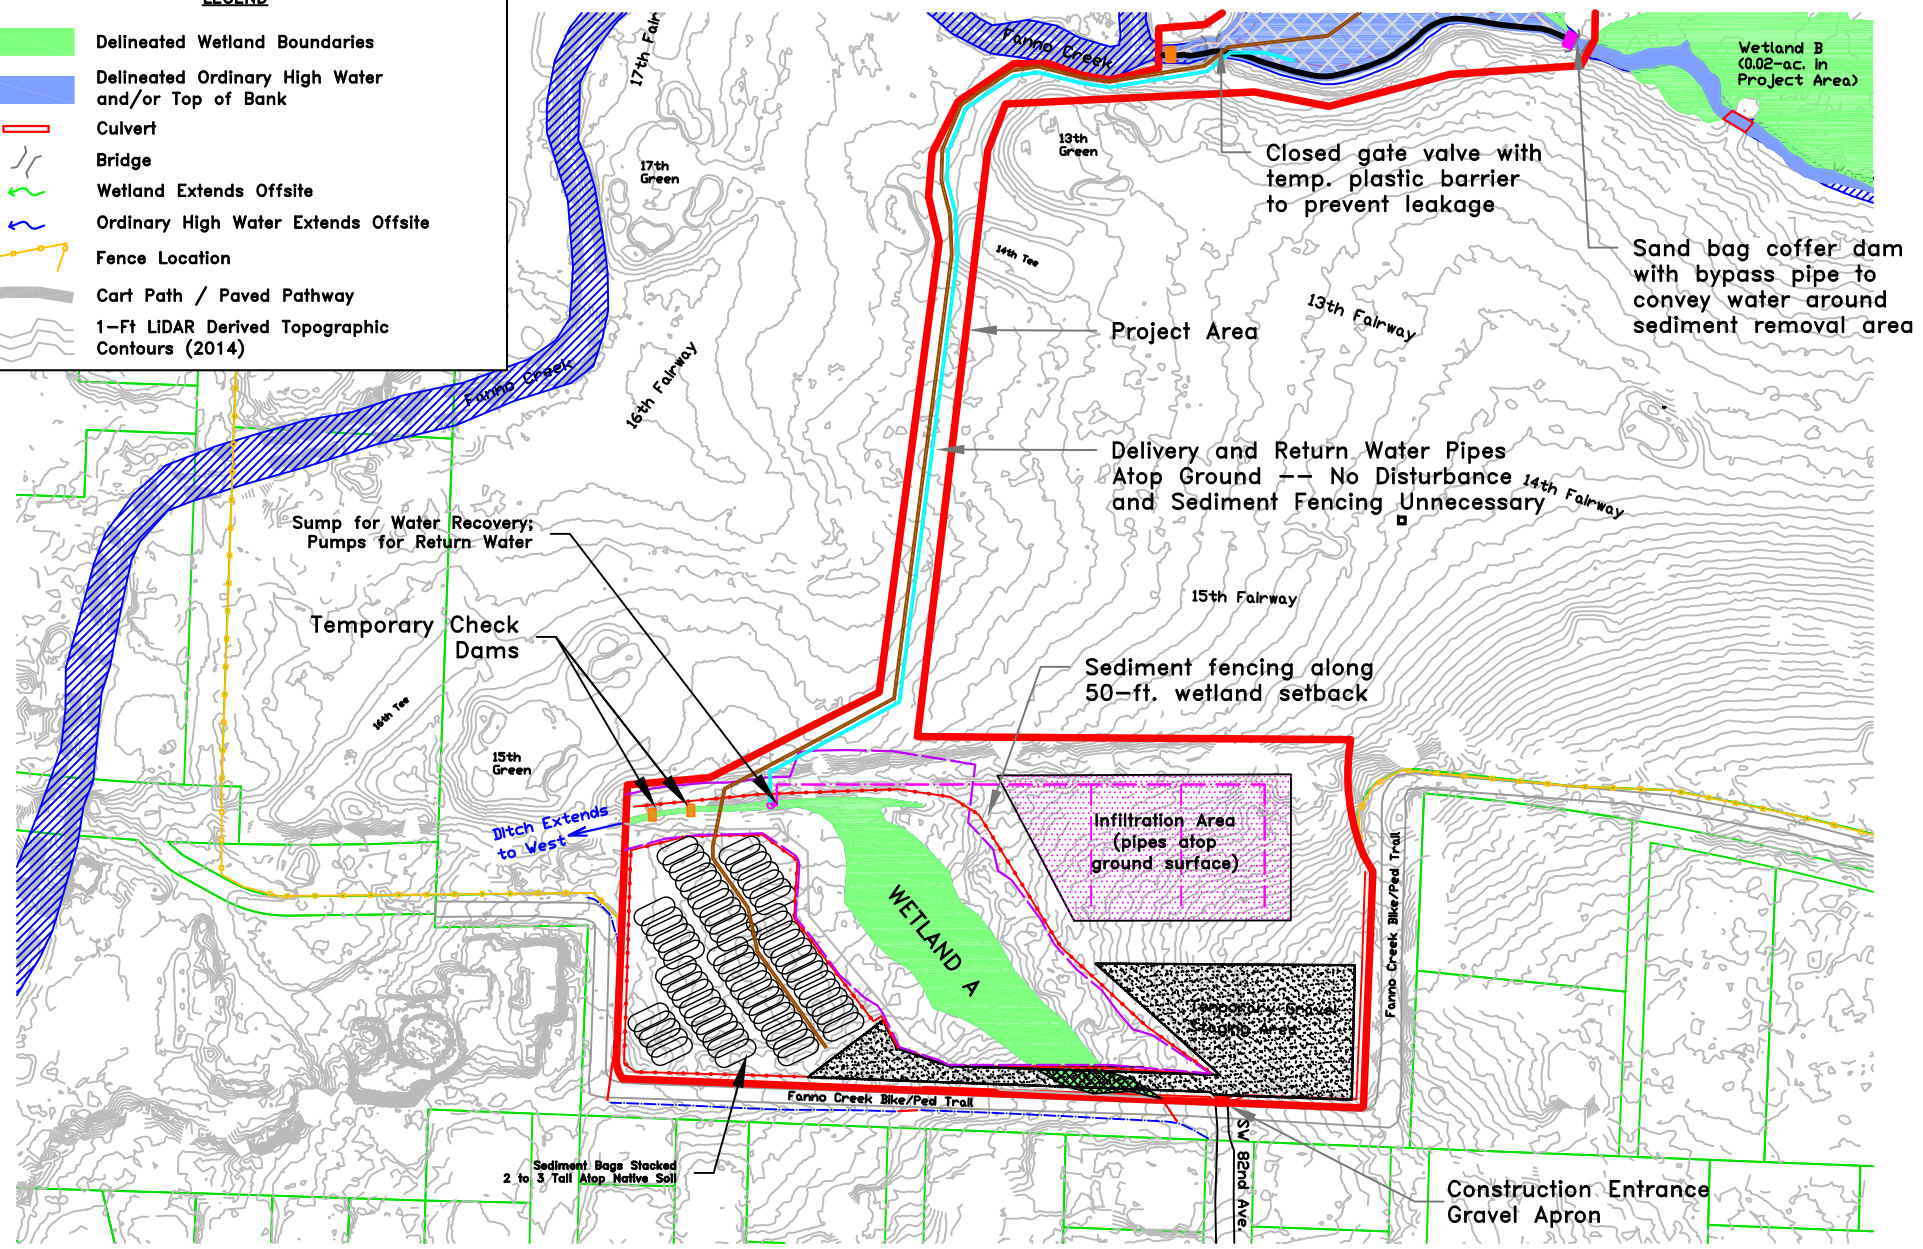 LEGEND
Delineated Wetland Boundaries
Delineated Ordinary High Water
and/or Top of Bank
Culvert
Bridge
Wetland Extends Offsite
Ordinary High Water Extends Offsite
Fence Location
Cart Path / Paved Pathway
1-Ft LiDAR Derived Topographic
Contours (2014)
17th Fair
Fanno Creek
Wetland B
(0.02-ac. in
Project Area)
17th
Green
13th
Green
Closed gate valve with
temp. plastic barrier
to prevent leakage
14th Tee
Sand bag coffer dam
with bypass pipe to
convey water around
sediment removal area
13th Fairway
Project Area
Fanno Creek
16th Fairway
Delivery and Return Water Pipes
Atop Ground -- No Disturbance
and Sediment Fencing Unnecessary
14th Fairway
Sump for Water Recovery;
Pumps for Return Water
15th Fairway
Temporary Check
Dams
Sediment fencing along
50-ft. wetland setback
16th Tee
15th
Green
Ditch Extends
to West
Infiltration Area
(pipes atop
ground surface)
WETLAND A
Fanno Creek Bike/Ped Trail
Temporary Gravel
Staging Area
Fanno Creek Bike/Ped Trail
SW 82nd Ave.
Sediment Bags Stacked
2 to 3 Tall Atop Native Soil
Construction Entrance
Gravel Apron